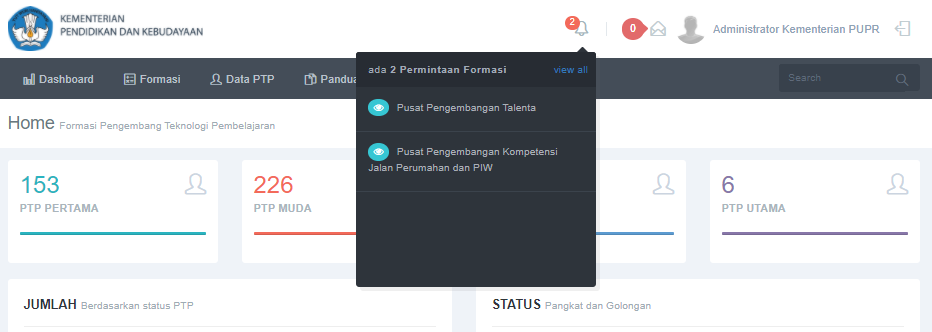 KEMENTERIAN
PENDIDIKAN DAN KEBUDAYAAN
2
0
Administrator Kementerian PUPR
Dashboard
Formasi
Data PTP
Pandua
Search
ada 2 Permintaan Formasi
view all
Pusat Pengembangan Talenta
Pusat Pengembangan Kompetensi
Jalan Perumahan dan PIW
Home Formasi Pengembang Teknologi Pembelajaran
153
PTP PERTAMA
226
PTP MUDA
6
PTP UTAMA
JUMLAH Berdasarkan status PTP
STATUS Pangkat dan Golongan